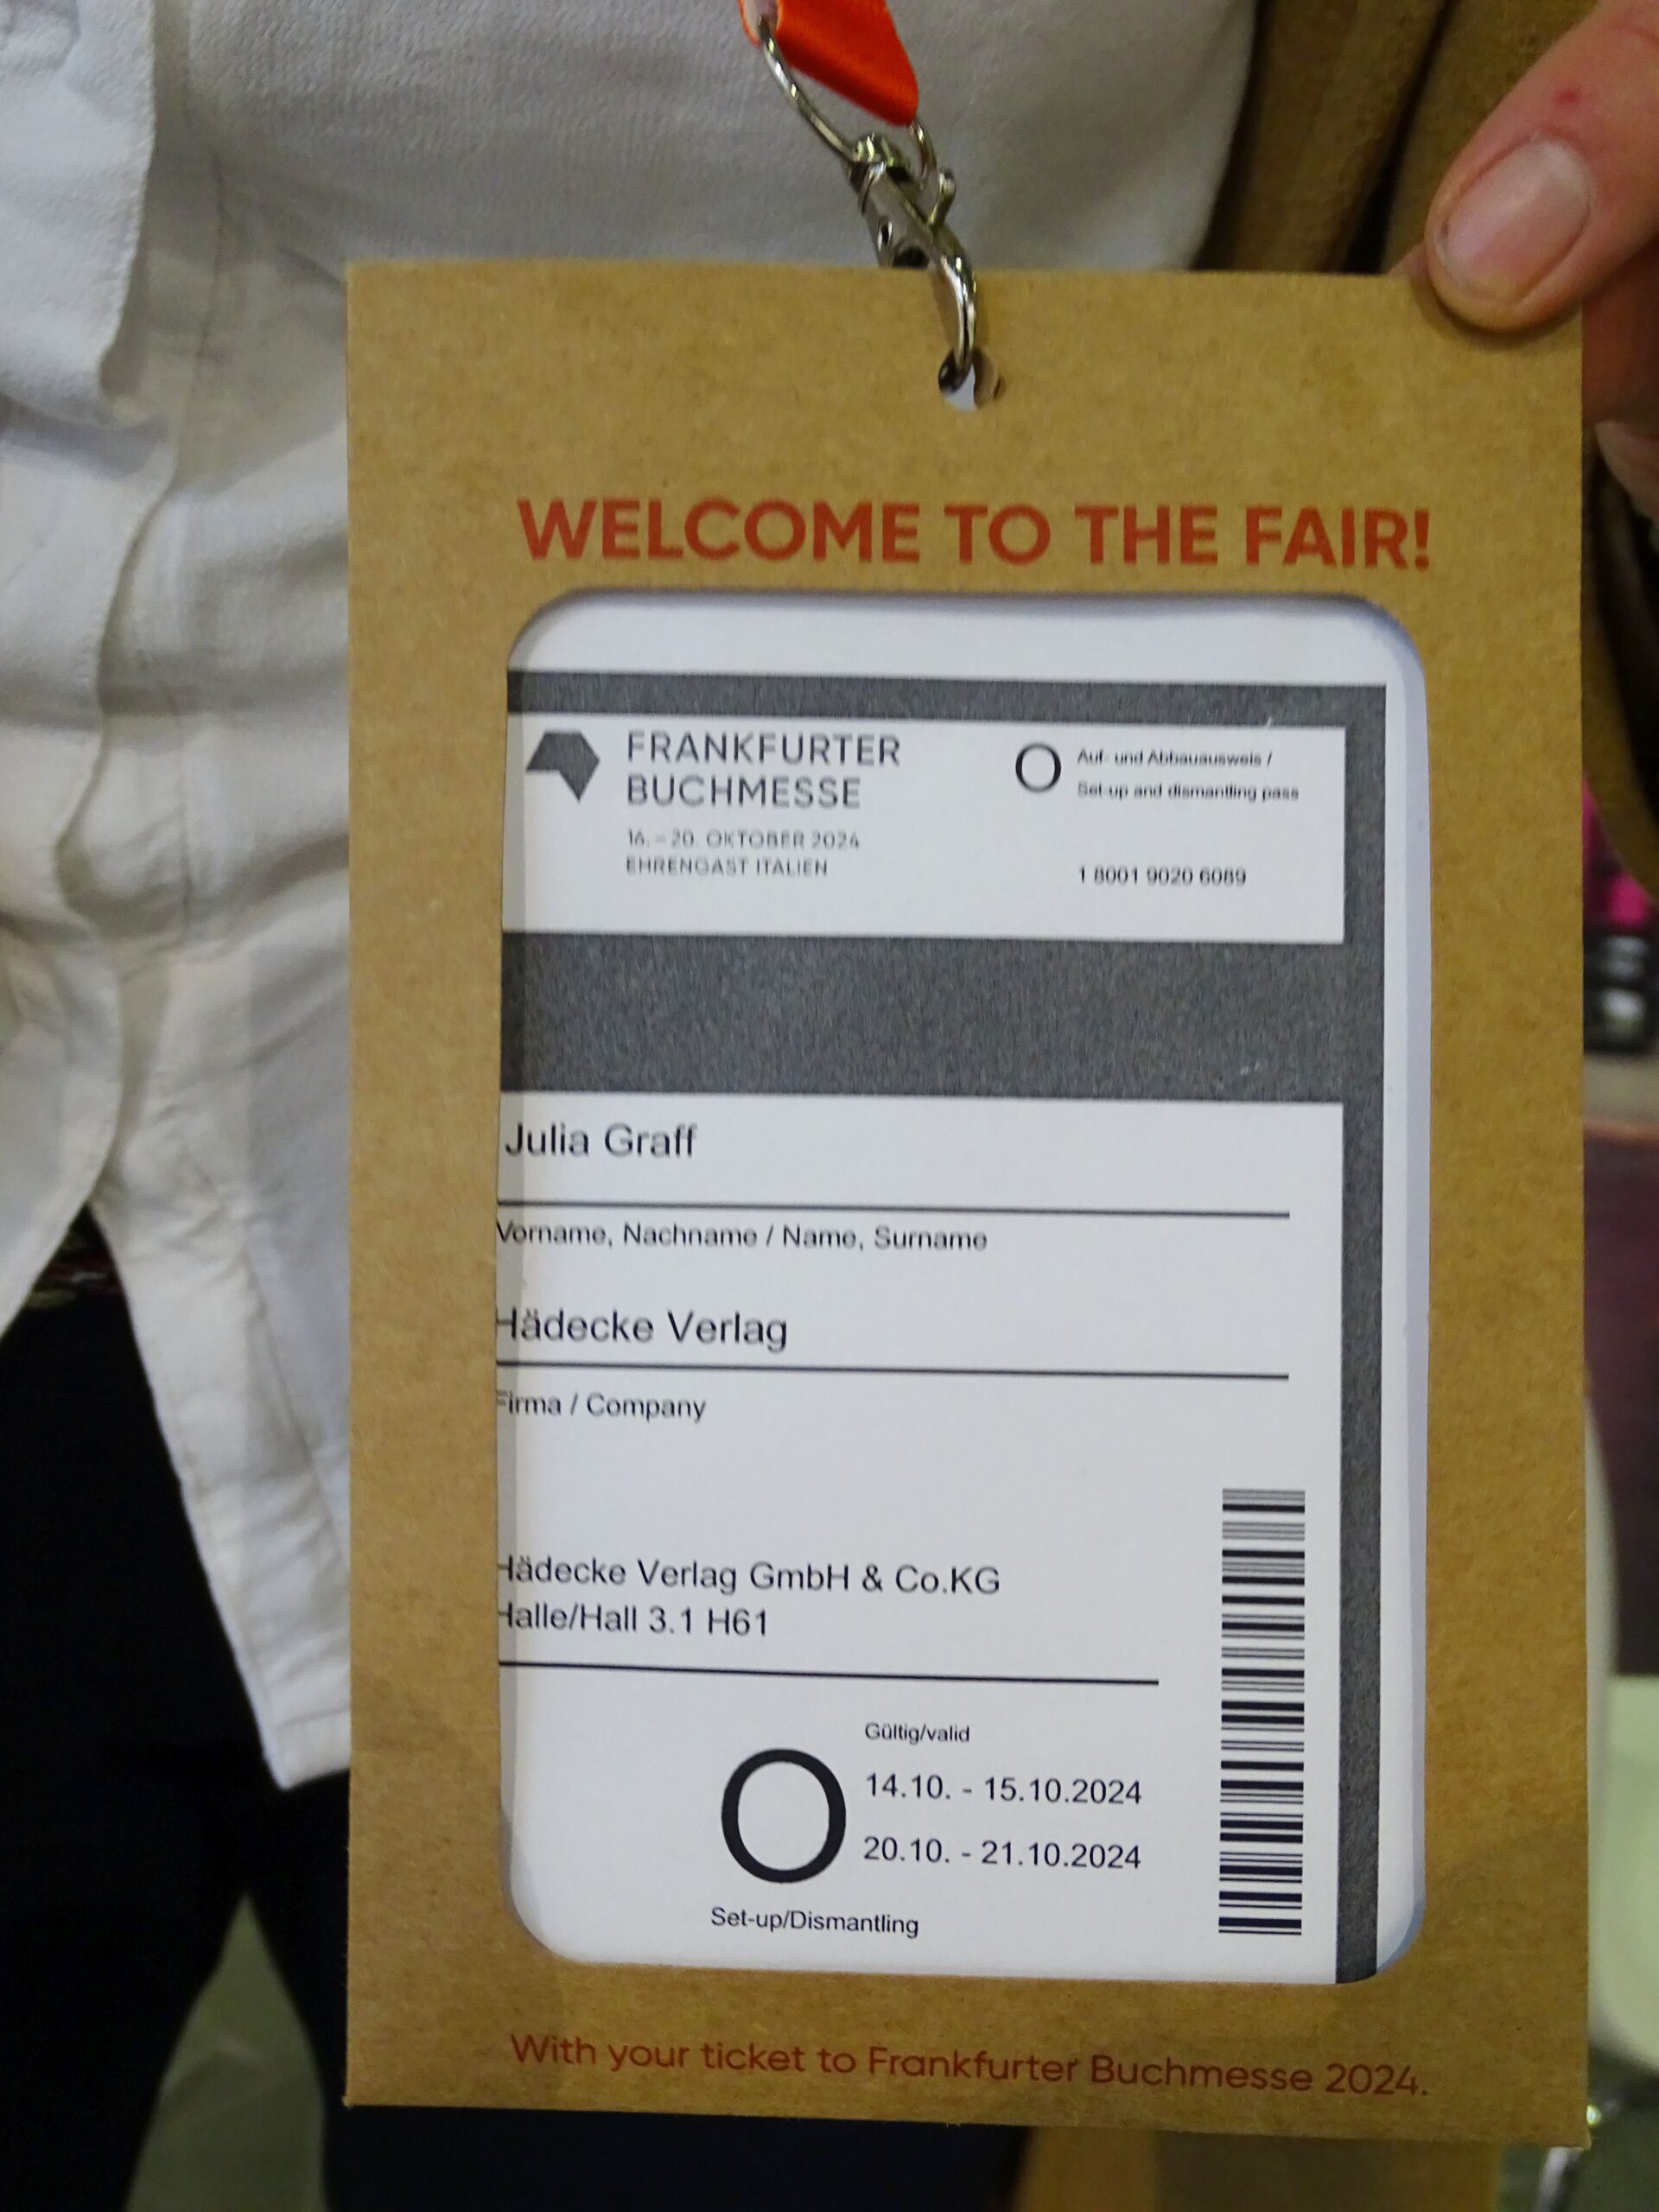 WELCOME TO THE FAIR!
FRANKFURTER
BUCHMESSE
16. – 20. OKTOBER 2024
EHRENGAST ITALIEN
O
Auf- und Abbauausweis /
Set-up and dismantling pass
1 8001 9020 6089
Julia Graff
Vorname, Nachname / Name, Surname
Hädecke Verlag
Firma / Company
Hädecke Verlag GmbH & Co.KG
Halle/Hall 3.1 H61
O
Gültig/valid
14.10. - 15.10.2024
20.10. - 21.10.2024
Set-up/Dismantling
With your ticket to Frankfurter Buchmesse 2024.